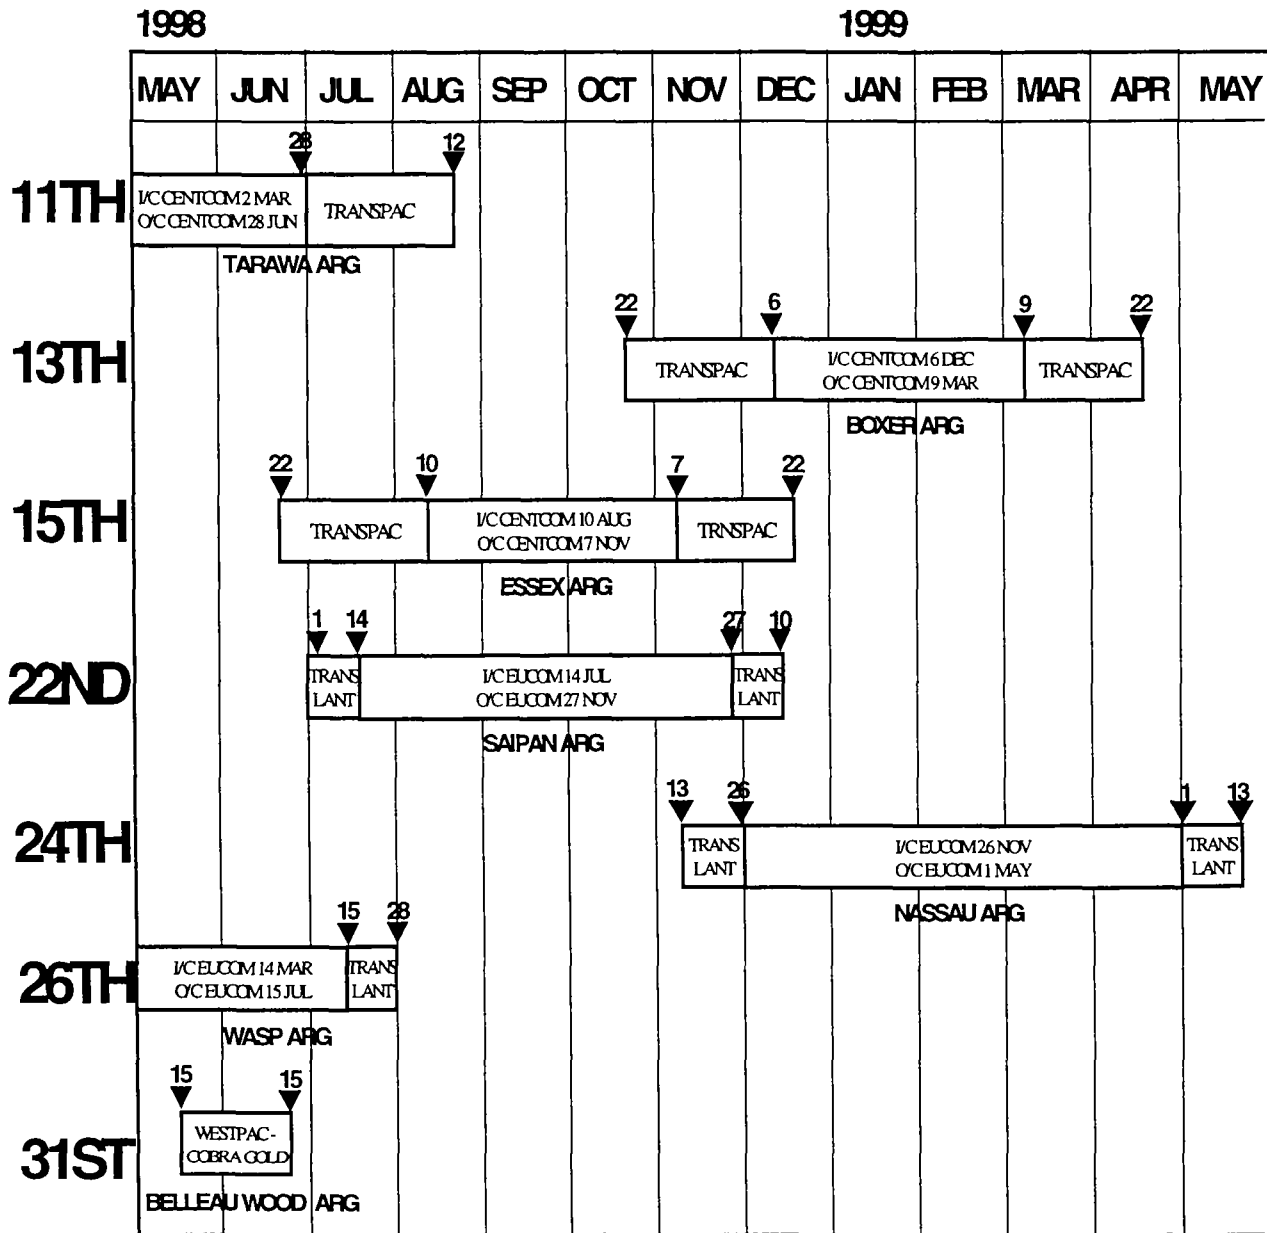 1998 1999
MAY JUN JUL AUG SEP OCT NOV DEC JAN FEB MAR APR MAY
28 12
11TH
I/C CENTCOM 2 MAR
O/C CENTCOM 28 JUN
TRANSPAC
TARAWA ARG
22 6 9 22
13TH
TRANSPAC
I/C CENTCOM 6 DEC
O/C CENTCOM 9 MAR
TRANSPAC
BOXER ARG
22 10 7 22
15TH
TRANSPAC
I/C CENTCOM 10 AUG
O/C CENTCOM 7 NOV
TRNSPAC
ESSEX ARG
1 14 27 10
22ND
TRANS
LANT
I/C EUCOM 14 JUL
O/C EUCOM 27 NOV
TRANS
LANT
SAIPAN ARG
13 26 1 13
24TH
TRANS
LANT
I/C EUCOM 26 NOV
O/C EUCOM 1 MAY
TRANS
LANT
NASSAU ARG
15 28
26TH
I/C EUCOM 14 MAR
O/C EUCOM 15 JUL
TRANS
LANT
WASP ARG
15 15
31ST
WESTPAC-
COBRA GOLD
BELLEAU WOOD ARG